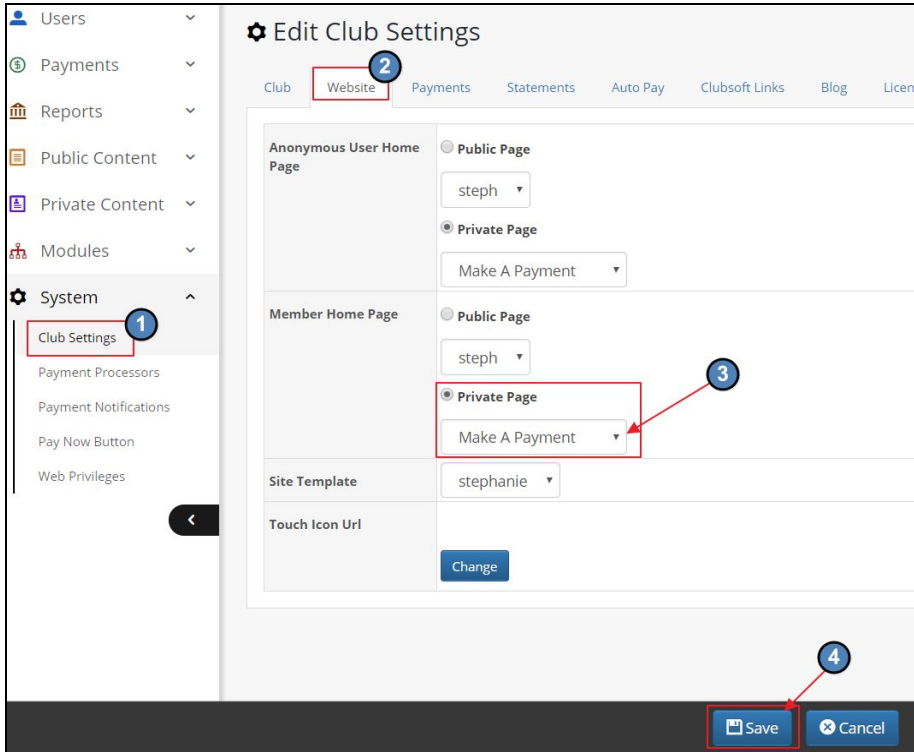 Users
Payments
Reports
Public Content
Private Content
Modules
System
1
Club Settings
Payment Processors
Payment Notifications
Pay Now Button
Web Privileges
Edit Club Settings
2
Club Website Payments Statements Auto Pay Clubsoft Links Blog Licen
Anonymous User Home
Page
Public Page
steph
Private Page
Make A Payment
Member Home Page
Public Page
steph
3
Private Page
Make A Payment
Site Template
stephanie
Touch Icon Url
Change
4
Save Cancel